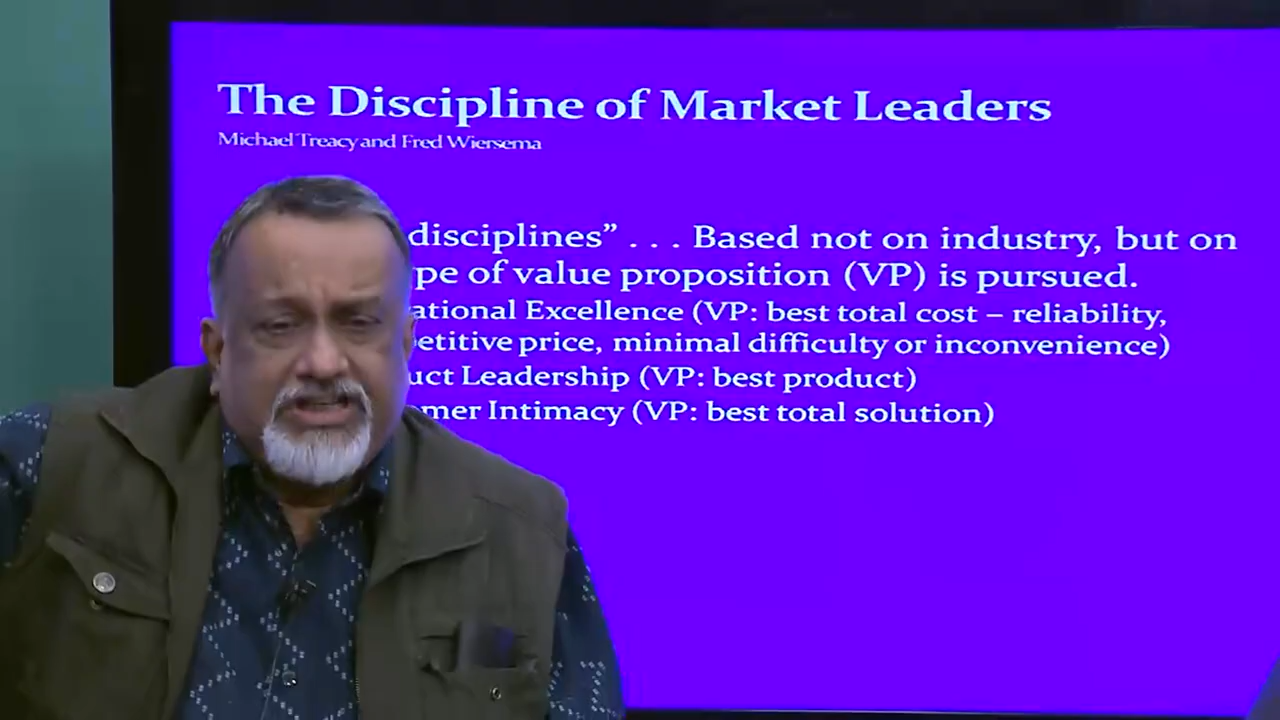 The Discipline of Market Leaders
Michael Treacy and Fred Wiersema
disciplines” . . . Based not on industry, but on
pe of value proposition (VP) is pursued.
ational Excellence (VP: best total cost – reliability,
etitive price, minimal difficulty or inconvenience)
uct Leadership (VP: best product)
mer Intimacy (VP: best total solution)